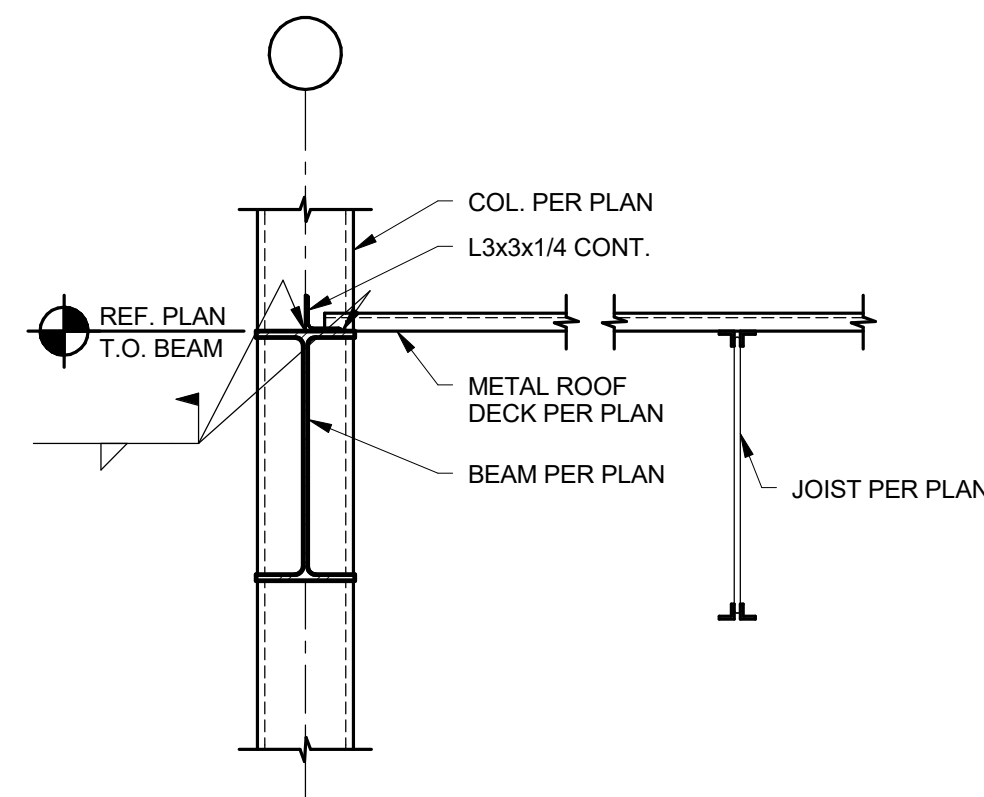 COL. PER PLAN
L3x3x1/4 CONT.
REF. PLAN
T.O. BEAM
METAL ROOF
DECK PER PLAN
BEAM PER PLAN
JOIST PER PLAN